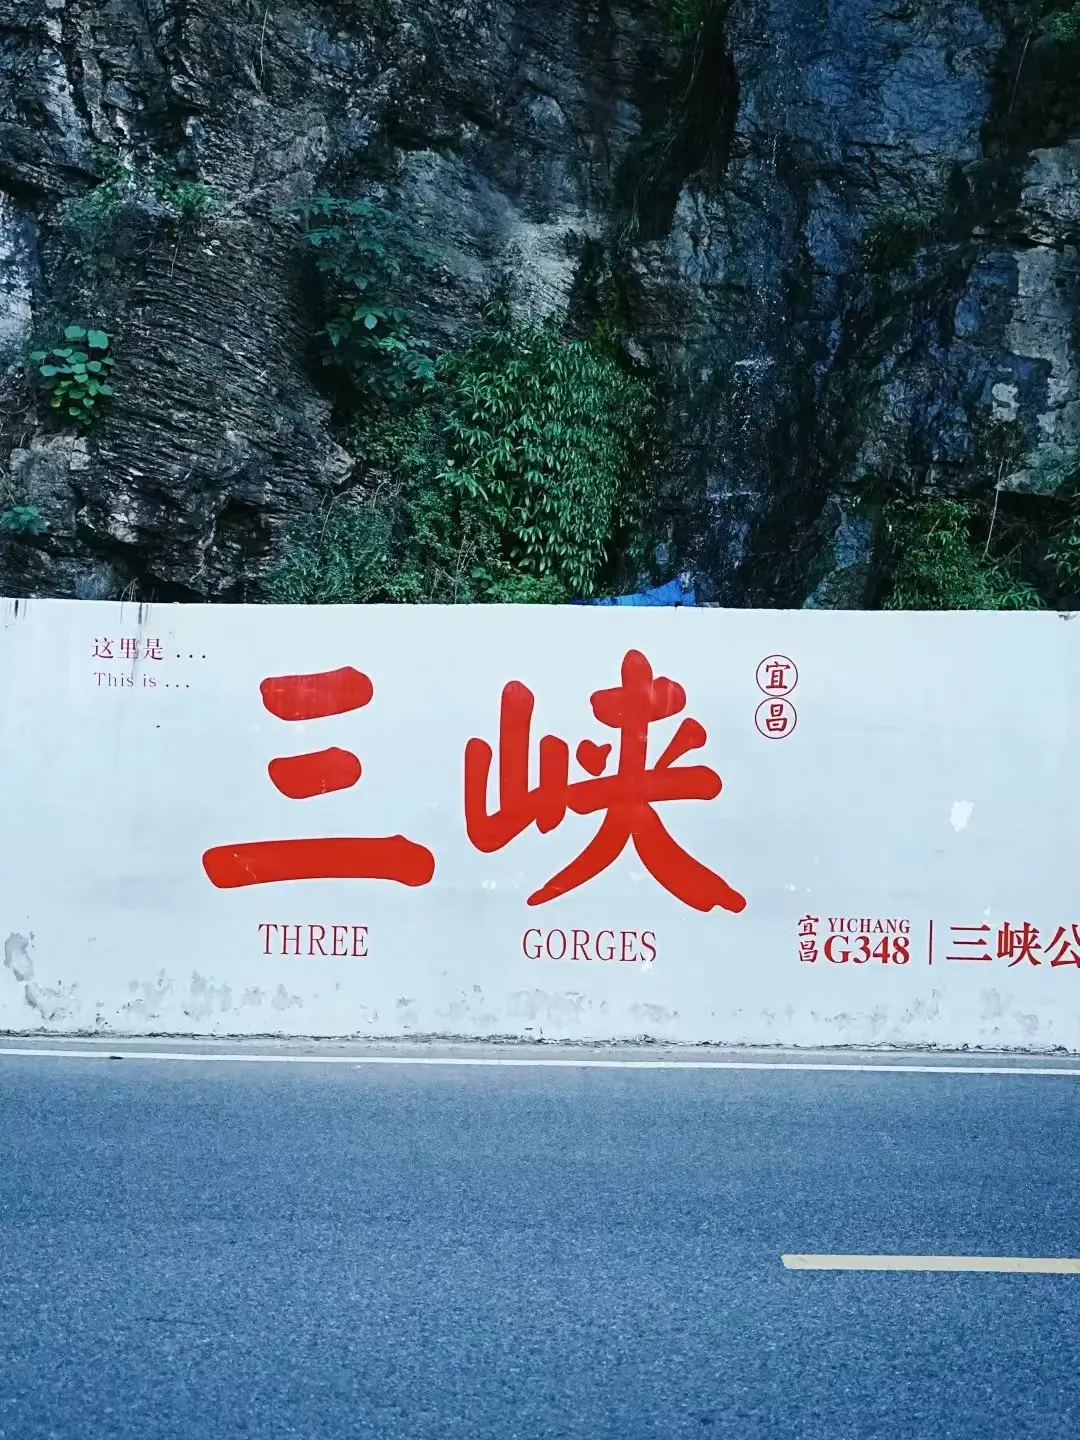 这里是 ...
This is ...
三峡
宜昌
THREE GORGES
宜昌
YICHANG
G348
三峡公